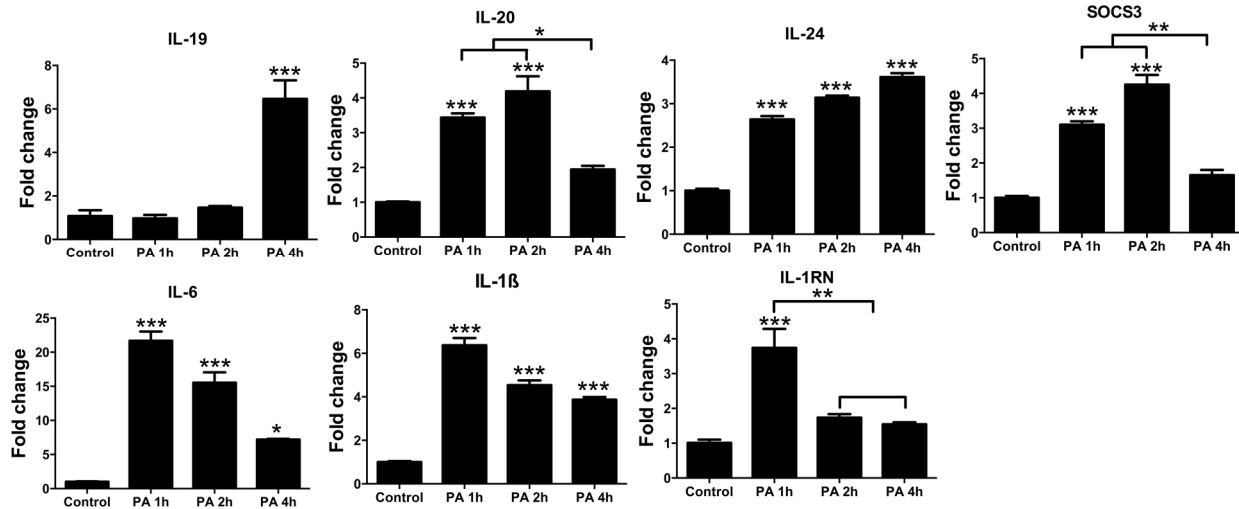 IL-19
Fold change
10
8
6
4
2
0
***
Control PA 1h PA 2h PA 4h
IL-20
*
Fold change
5
4
3
2
1
0
*** ***
Control PA 1h PA 2h PA 4h
IL-24
Fold change
4
3
2
1
0
*** *** ***
Control PA 1h PA 2h PA 4h
SOCS3
**
Fold change
5
4
3
2
1
0
*** ***
Control PA 1h PA 2h PA 4h
IL-6
Fold change
25
20
15
10
5
0
*** *** *
Control PA 1h PA 2h PA 4h
IL-1ß
Fold change
8
6
4
2
0
*** *** ***
Control PA 1h PA 2h PA 4h
IL-1RN
**
Fold change
5
4
3
2
1
0
***
Control PA 1h PA 2h PA 4h